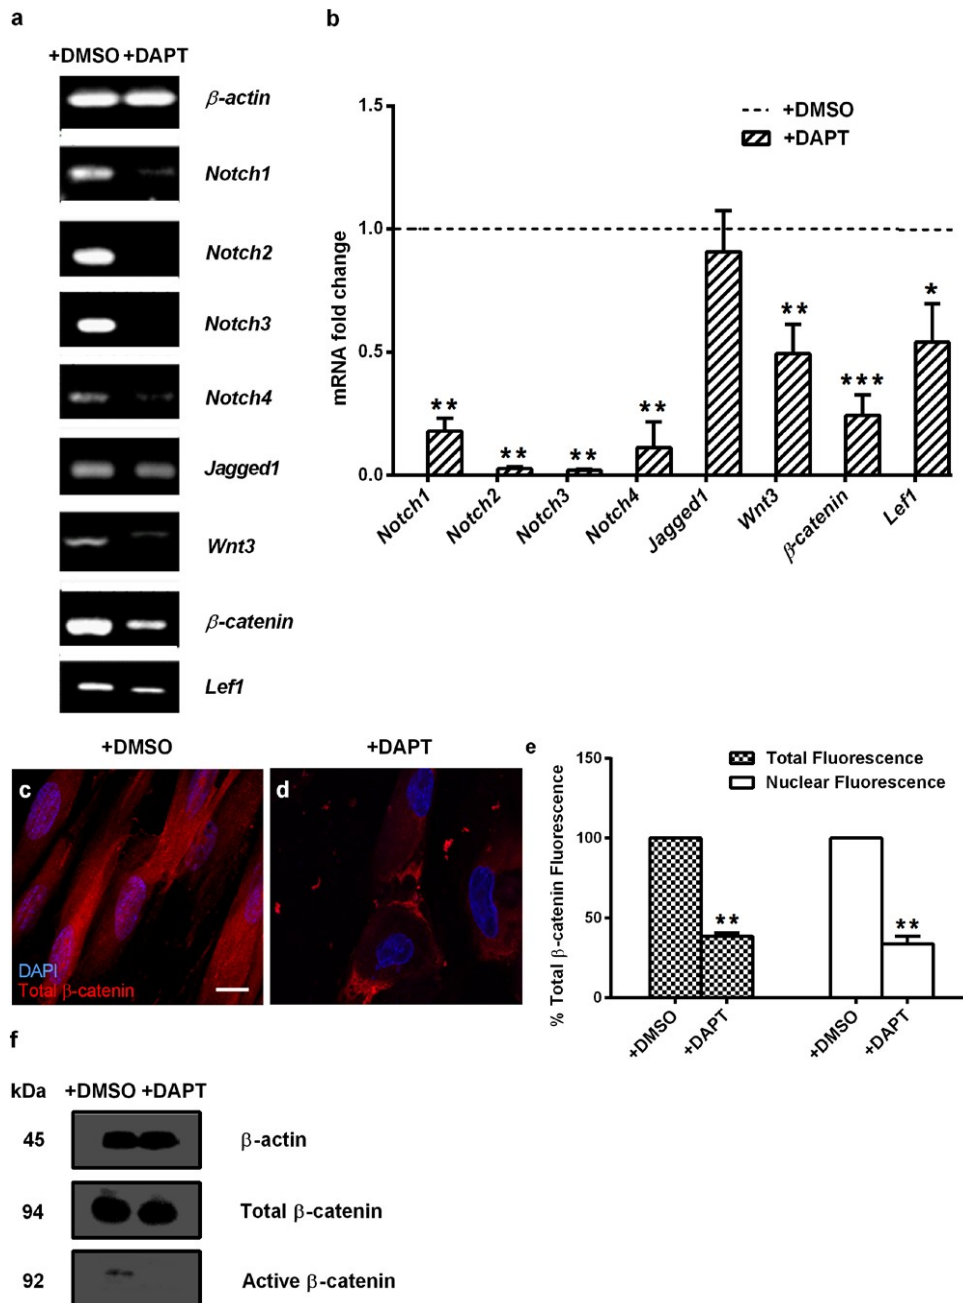 a
+DMSO +DAPT
β-actin
Notch1
Notch2
Notch3
Notch4
Jagged1
Wnt3
β-catenin
Lef1
b
mRNA fold change
1.5
1.0
0.5
0.0
+DMSO
+DAPT
**
**
**
**
**
***
*
Notch1
Notch2
Notch3
Notch4
Jagged1
Wnt3
β-catenin
Lef1
+DMSO
c
DAPI
Total β-catenin
+DAPT
d
e
% Total β-catenin Fluorescence
150
100
50
0
Total Fluorescence
Nuclear Fluorescence
**
**
+DMSO
+DAPT
+DMSO
+DAPT
f
kDa +DMSO +DAPT
45 β-actin
94 Total β-catenin
92 Active β-catenin